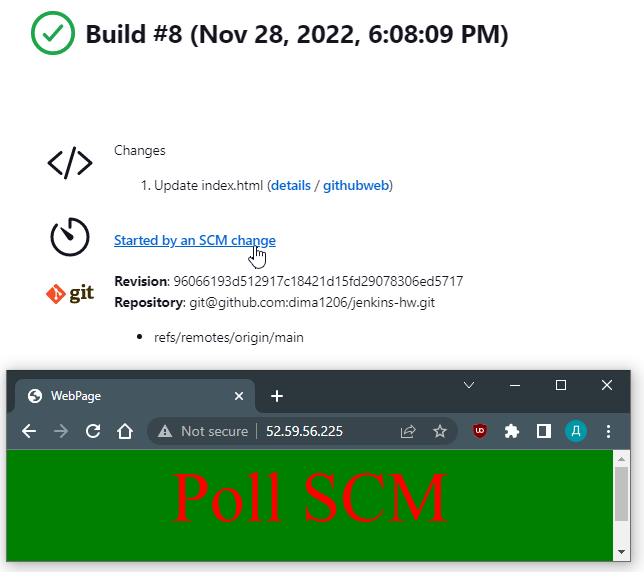 Build #8 (Nov 28, 2022, 6:08:09 PM)
Changes
1. Update index.html (details / githubweb)
Started by an SCM change
git
Revision: 96066193d512917c18421d15fd29078306ed5717
Repository: git@github.com:dima1206/jenkins-hw.git
refs/remotes/origin/main
WebPage
Not secure 52.59.56.225
Д
Poll SCM